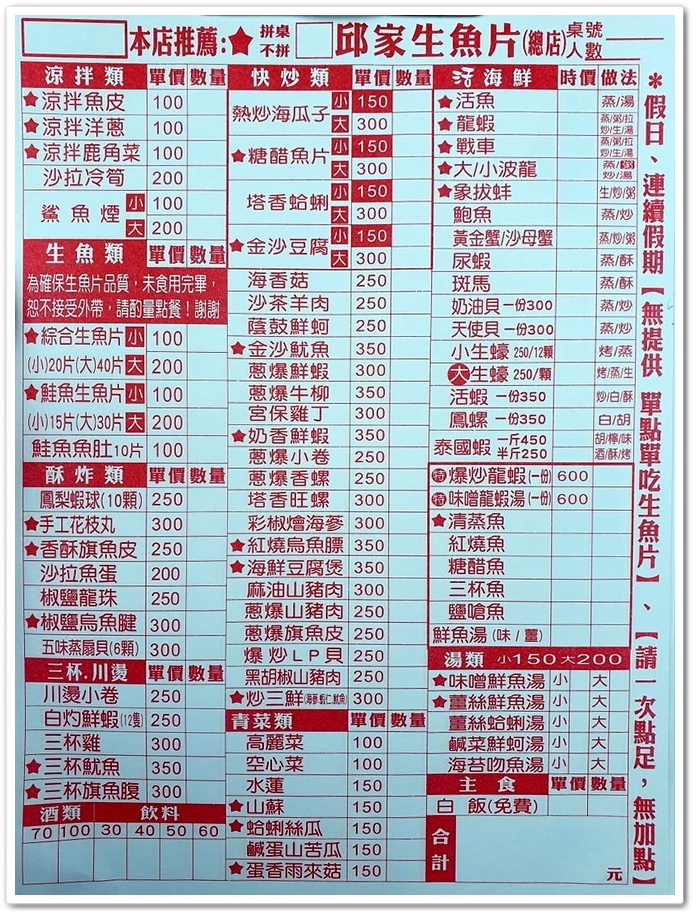 本店推薦:★ 拼桌 不拼 邱家生魚片(總店) 桌號 人數
涼拌類 單價 數量
★涼拌魚皮 100
★涼拌洋蔥 100
★涼拌鹿角菜 100
沙拉冷筍 200
鯊魚煙 小 100
大 200
生魚類 單價 數量
為確保生魚片品質，未食用完畢，
恕不接受外帶，請酌量點餐！謝謝
★綜合生魚片 小 100
(小)20片(大)40片 大 200
★鮭魚生魚片 小 100
(小)15片(大)30片 大 200
鮭魚魚肚10片 100
酥炸類 單價 數量
鳳梨蝦球(10顆) 250
★手工花枝丸 300
★香酥旗魚皮 250
沙拉魚蛋 200
椒鹽龍珠 250
★椒鹽烏魚腱 300
五味蒸扇貝(6顆) 300
三杯.川燙 單價 數量
川燙小卷 250
白灼鮮蝦(12隻) 250
三杯雞 300
★三杯魷魚 350
★三杯旗魚腹 300
酒類 飲料
70 100 30 40 50 60
快炒類 單價 數量
熱炒海瓜子 小 150
大 300
★糖醋魚片 小 150
大 300
塔香蛤蜊 小 150
大 300
★金沙豆腐 小 150
大 300
海香菇 250
沙茶羊肉 250
蔭鼓鮮蚵 250
★金沙魷魚 350
蔥爆鮮蝦 300
蔥爆牛柳 350
宮保雞丁 300
★奶香鮮蝦 350
蔥爆小卷 250
蔥爆香螺 250
塔香旺螺 300
彩椒燴海蔘 300
★紅燒烏魚膘 350
★海鮮豆腐煲 350
麻油山豬肉 300
蔥爆山豬肉 250
蔥爆旗魚皮 250
爆炒LP貝 250
黑胡椒山豬肉 250
★炒三鮮(海蔘.蝦仁.魷魚) 300
青菜類 單價 數量
高麗菜 100
空心菜 100
水蓮 150
★山蘇 150
★蛤蜊絲瓜 150
鹹蛋山苦瓜 150
★蛋香雨來菇 150
活海鮮 時價 做法
★活魚 蒸/湯
★龍蝦 蒸/粥/拉
炒/生/湯
★戰車 蒸/粥/拉
炒/生/湯
★大/小波龍 蒸/粥
炒/湯
★象拔蚌 生/炒/粥
鮑魚 蒸/炒
黃金蟹/沙母蟹 蒸/炒/粥
尿蝦 蒸/酥
斑馬 蒸/酥
奶油貝一份300 蒸/炒
天使貝一份300 蒸/炒
小生蠔 250/12顆 烤/蒸
大生蠔 250/顆 烤/蒸/生
活蝦 一份350 炒/白/酥
鳳螺 一份350 白/胡
泰國蝦 一斤450 胡/檸/味
半斤250 酒/酥/烤
特爆炒龍蝦(一份) 600
特味噌龍蝦湯(一份) 600
★清蒸魚
紅燒魚
糖醋魚
三杯魚
鹽嗆魚
鮮魚湯(味/薑)
湯類 小150 大200
★味噌鮮魚湯 小 大
★薑絲鮮魚湯 小 大
薑絲蛤蜊湯 小 大
鹹菜鮮蚵湯 小 大
海苔吻魚湯 小 大
主食 單價 數量
白飯(免費)
合計 元
＊假日、連續假期【無提供 單點單吃生魚片】、【請一次點足，無加點】